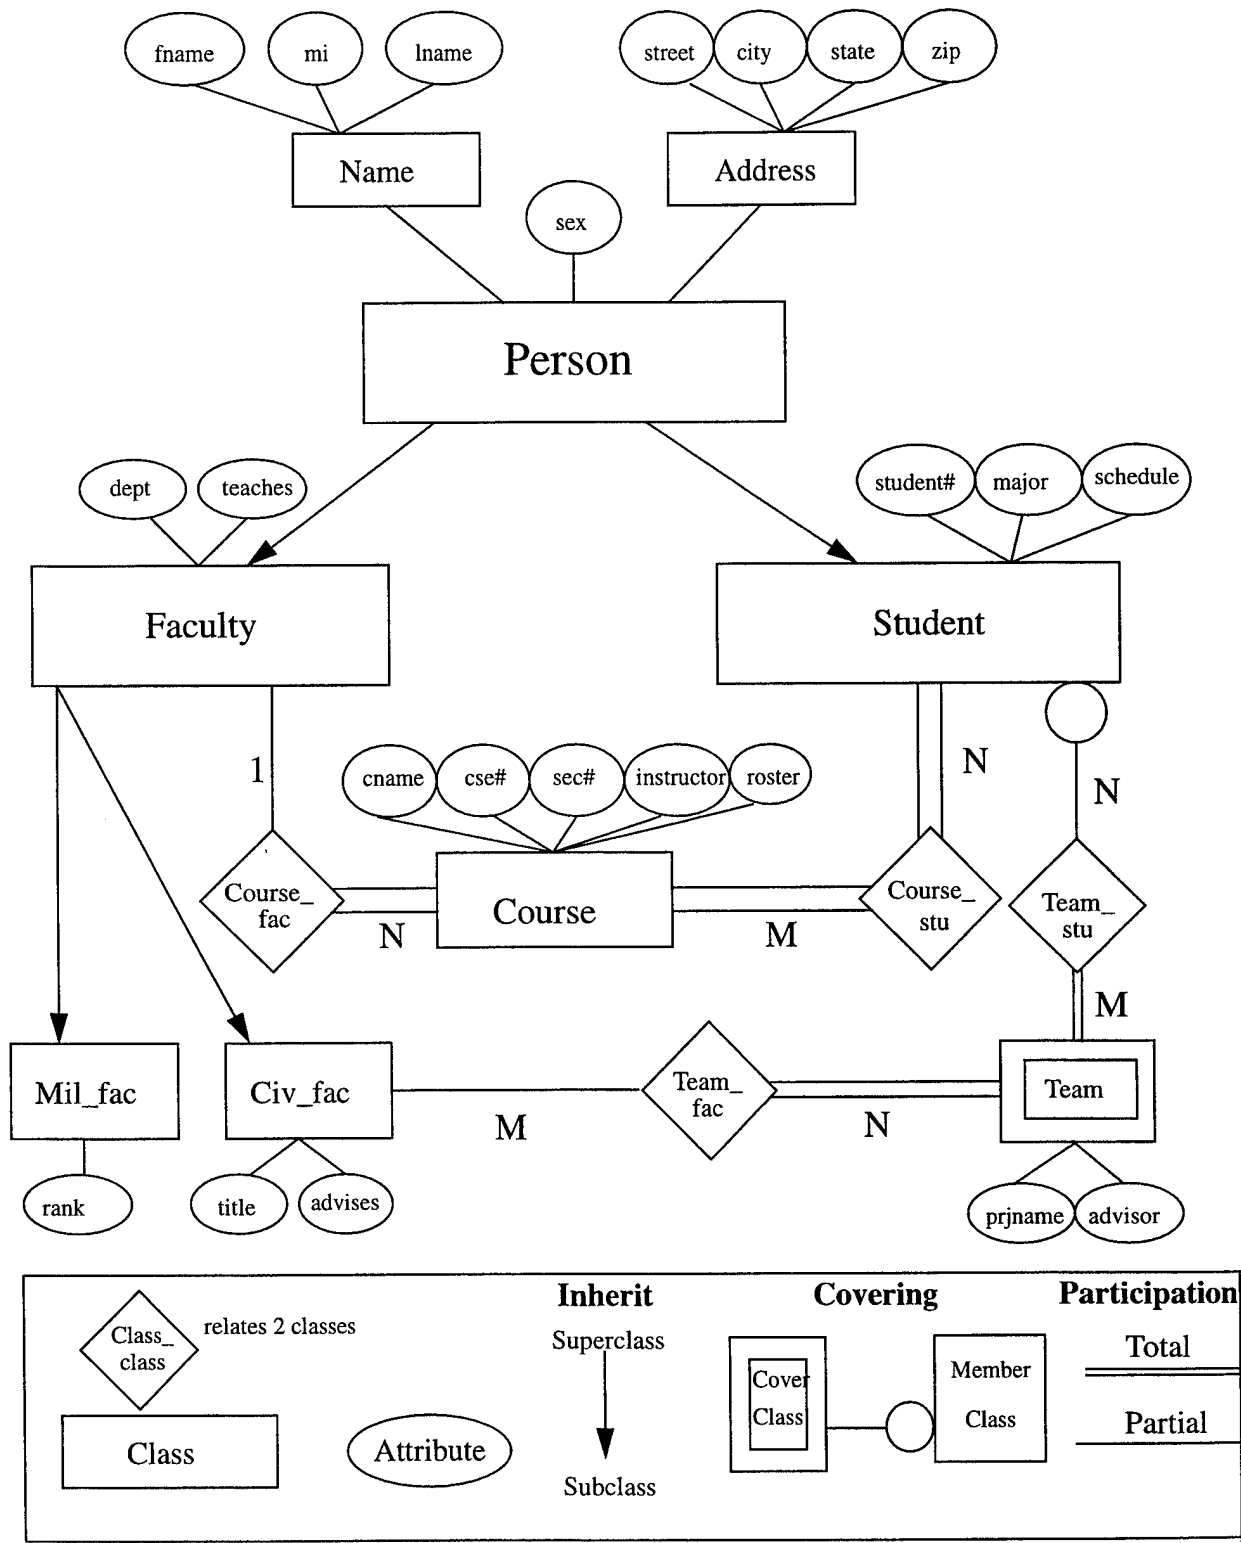 fname
mi
lname
street
city
state
zip
Name
Address
sex
Person
dept
teaches
student#
major
schedule
Faculty
Student
1
N
N
cname
cse#
sec#
instructor
roster
Course_
fac
N
Course
M
Course_
stu
Team_
stu
M
Mil_fac
Civ_fac
M
Team_
fac
N
Team
rank
title
advises
prjname
advisor
Class_
class
relates 2 classes
Class
Attribute
Inherit
Superclass
Subclass
Covering
Cover
Class
Member
Class
Participation
Total
Partial